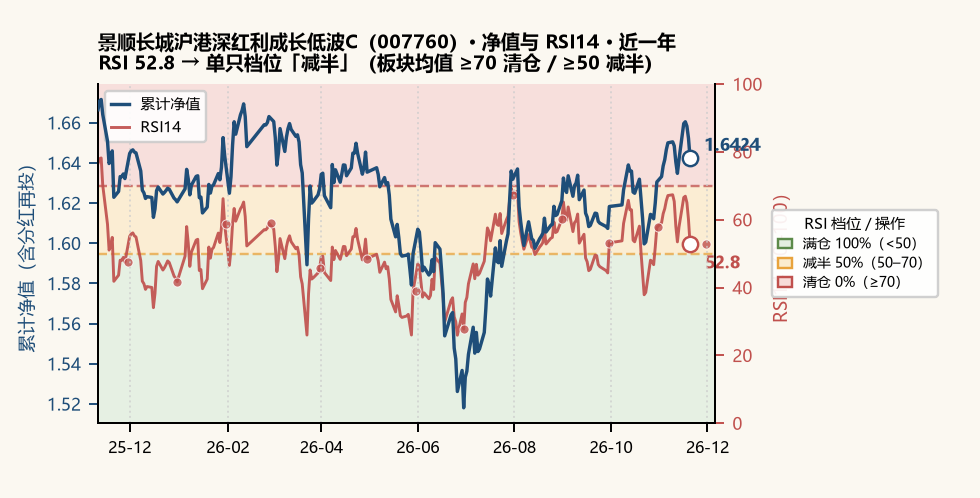 景顺长城沪港深红利成长低波C（007760）·净值与 RSI14·近一年
RSI 52.8 → 单只档位「减半」（板块均值 ≥70 清仓 / ≥50 减半）
累计净值
RSI14
累计净值（含分红再投）
1.66
1.64
1.62
1.60
1.58
1.56
1.54
1.52
25-12
26-02
26-04
26-06
26-08
26-10
26-12
100
80
60
40
20
0
1.6424
52.8
RSI 档位 / 操作
满仓 100%（<50）
减半 50%（50–70）
清仓 0%（≥70）